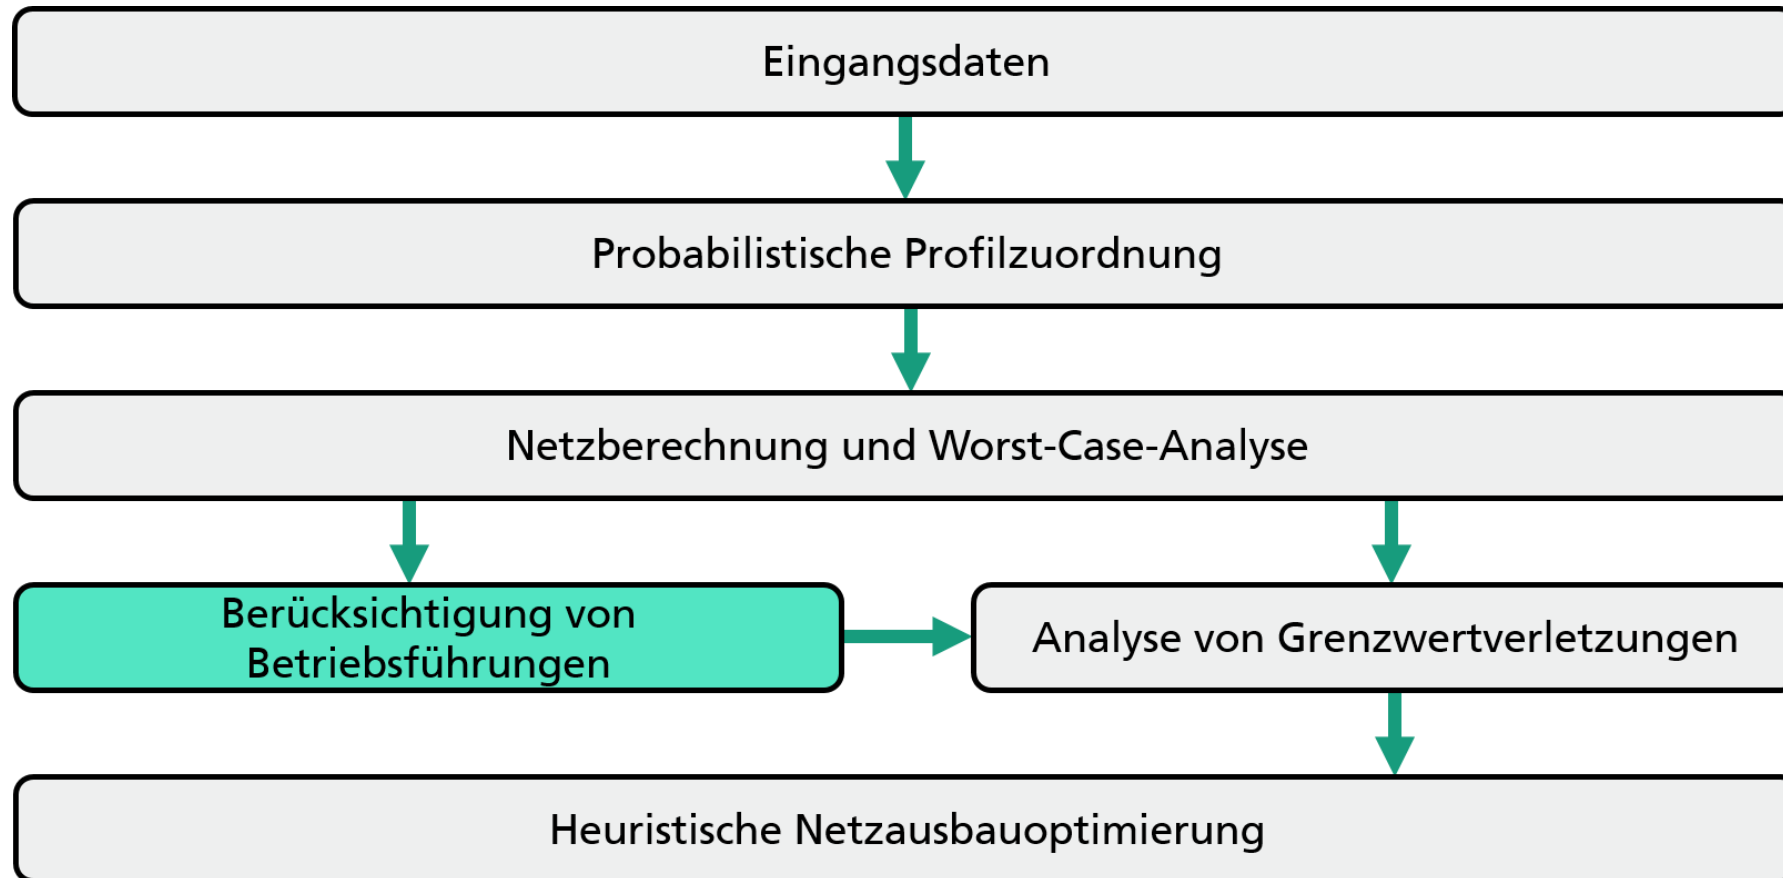 Eingangsdaten
Probabilistische Profilzuordnung
Netzberechnung und Worst-Case-Analyse
Berücksichtigung von
Betriebsführungen
Analyse von Grenzwertverletzungen
Heuristische Netzausbauoptimierung